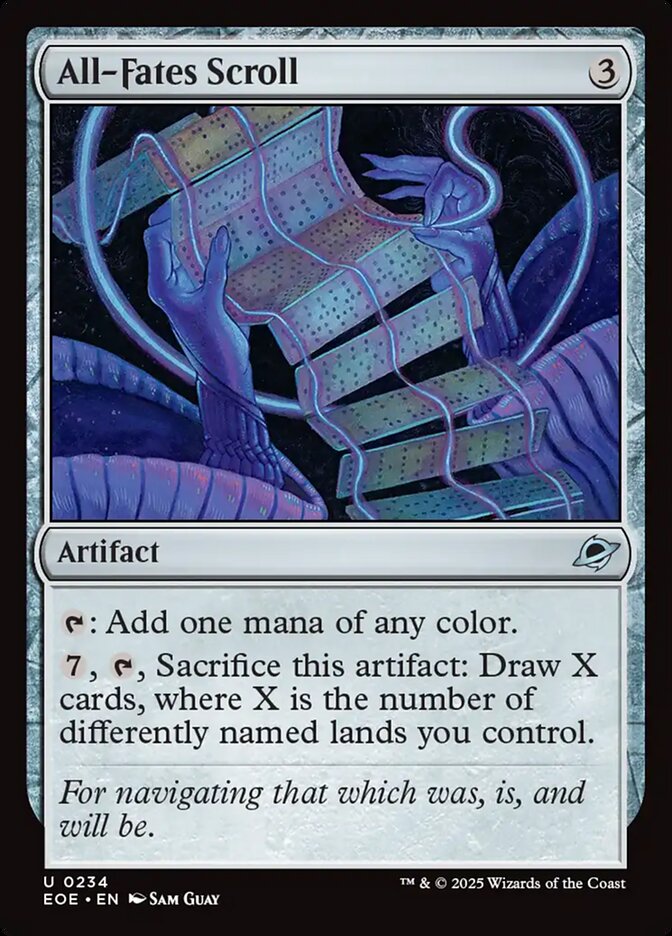 All-Fates Scroll 3
Artifact
: Add one mana of any color.
7, , Sacrifice this artifact: Draw X
cards, where X is the number of
differently named lands you control.
For navigating that which was, is, and
will be.
U 0234
EOE • EN Sam Guay
™ & © 2025 Wizards of the Coast